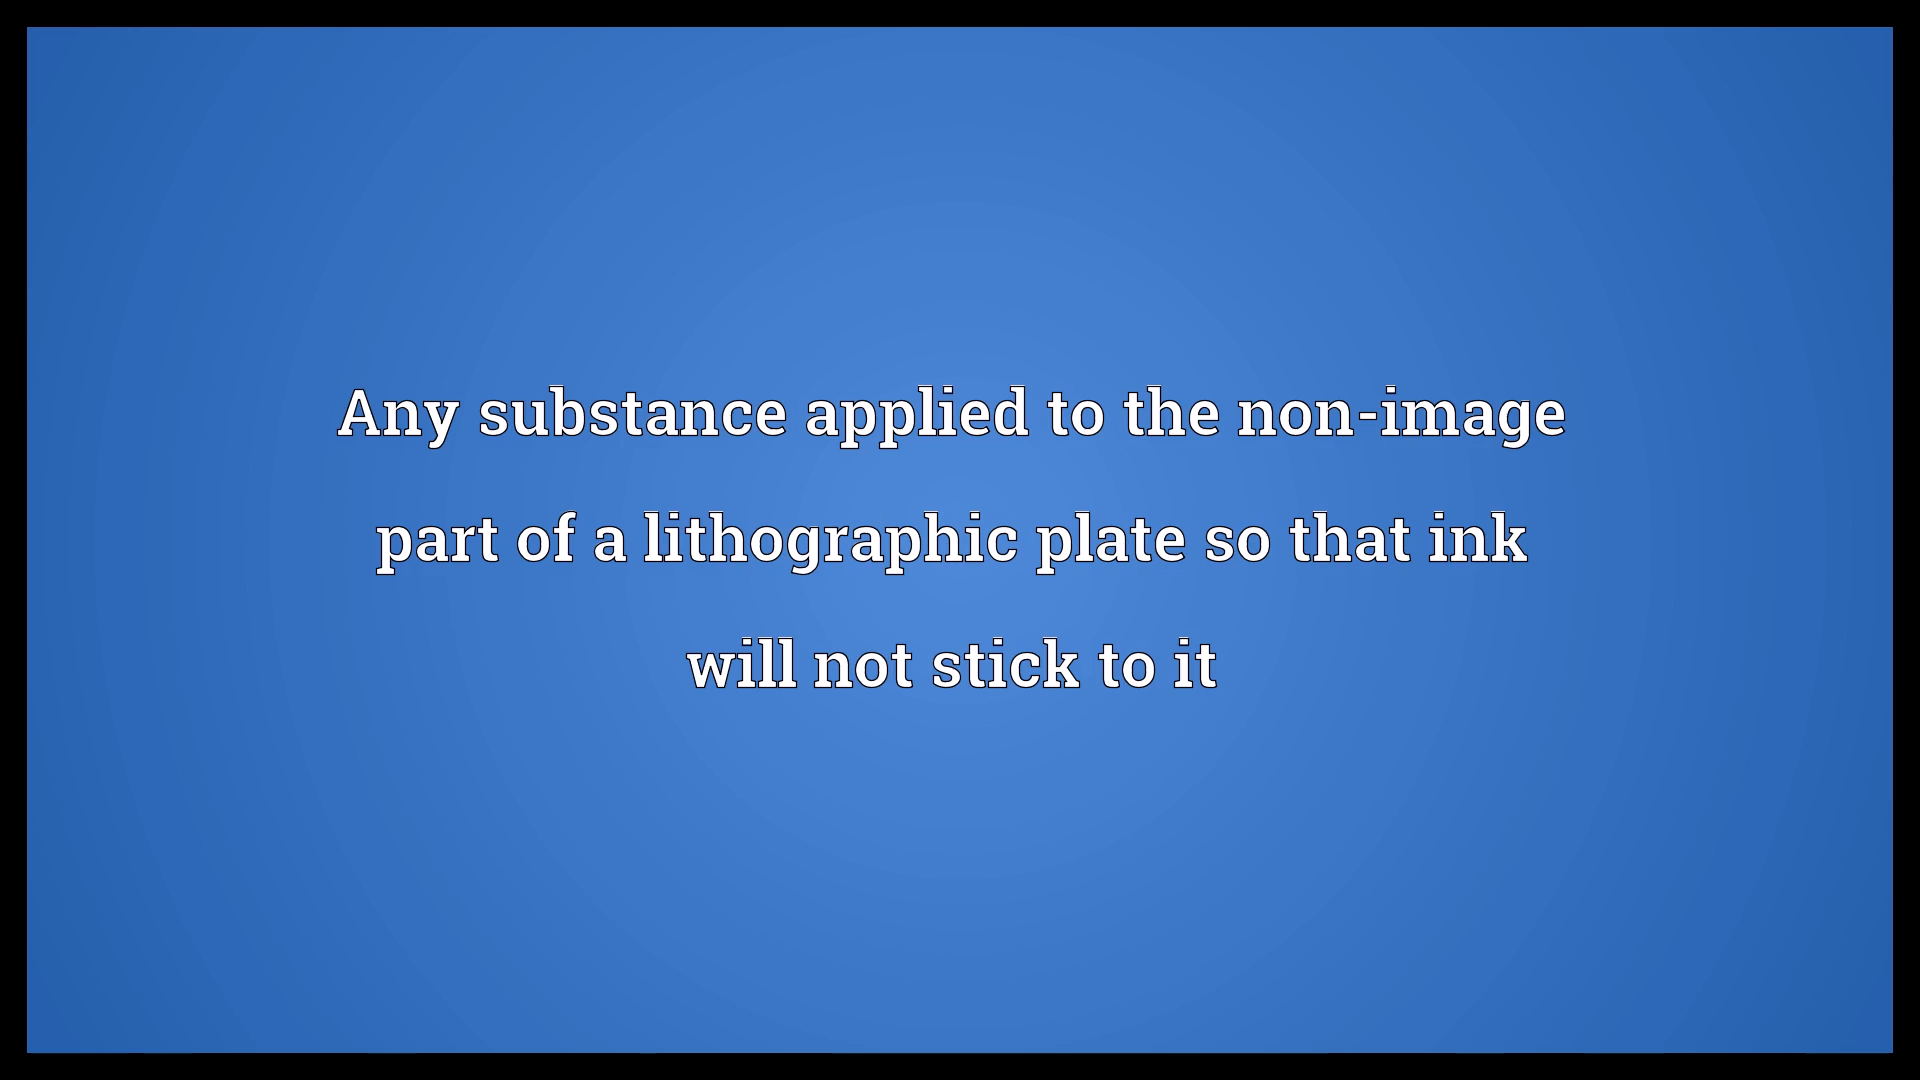 Any substance applied to the non-image
part of a lithographic plate so that ink
will not stick to it